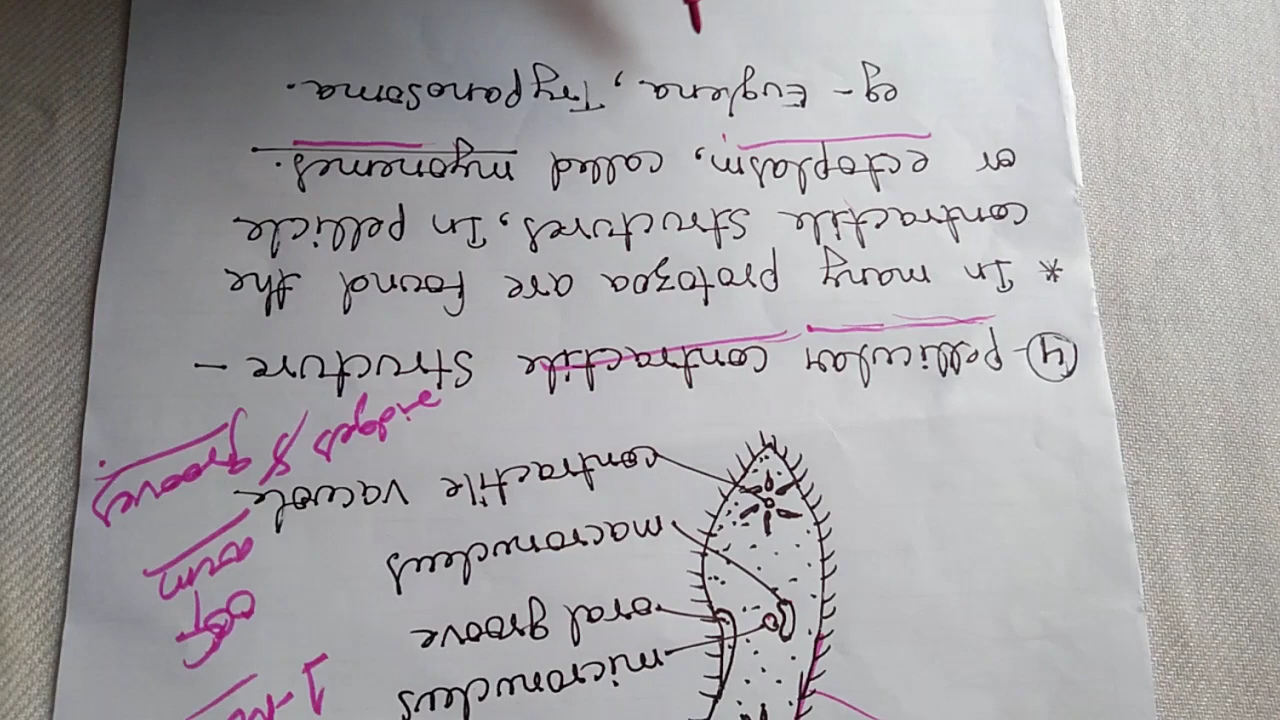 micronucleus
oral groove
macronucleus
contractile vacuole
ridges & grooves.
④-pellicular contractile structure -
* In many protozoa are found the
contractile structures, In pellicle
or ectoplasm, called myonemes.
eg - Euglena, Trypanosoma.